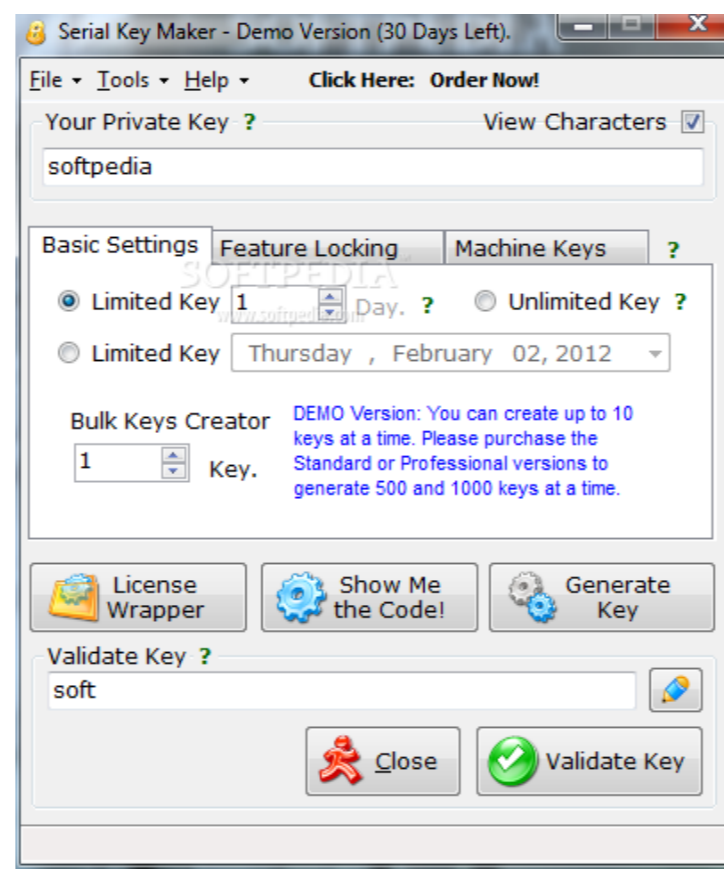 Serial Key Maker - Demo Version (30 Days Left).
File Tools Help Click Here: Order Now!
Your Private Key ? View Characters
softpedia
Basic Settings Feature Locking Machine Keys ?
SOFTPEDIA
www.softpedia.com
Limited Key 1 Day. ? Unlimited Key ?
Limited Key Thursday , February 02, 2012
Bulk Keys Creator
1 Key.
DEMO Version: You can create up to 10
keys at a time. Please purchase the
Standard or Professional versions to
generate 500 and 1000 keys at a time.
License
Wrapper
Show Me
the Code!
Generate
Key
Validate Key ?
soft
Close
Validate Key